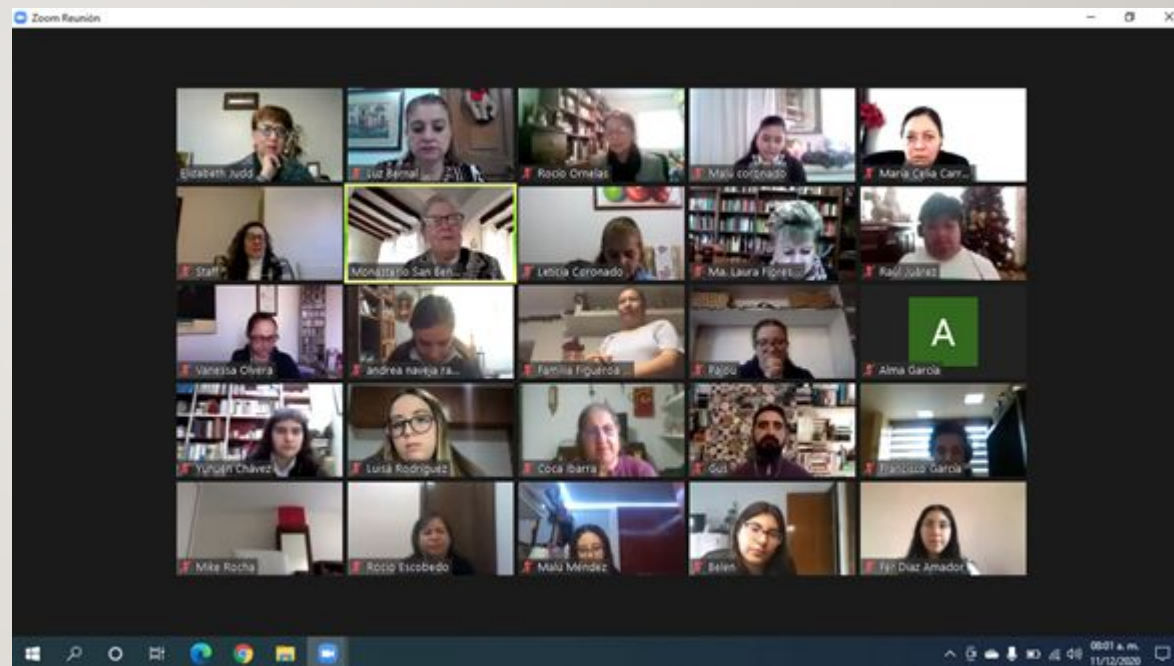 Zoom Reunión
Elizabeth Judd
Luz Bernal
Rocío Ornelas
Malu coronado
María Celia Carr...
Staff
Monasterio San Ben...
Leticia Coronado
Ma. Laura Flores...
Raúl Juárez
Vanessa Olvera
andrea naveja ra...
Familia Figueroa ...
Pajou
A
Alma García
Yunuen Chávez
Luisa Rodríguez
Coca Ibarra
Gus
Francisco García
Mike Rocha
Rocío Escobedo
Malú Méndez
Belen
Fer Díaz Amador
08:01 a. m.
11/12/2020